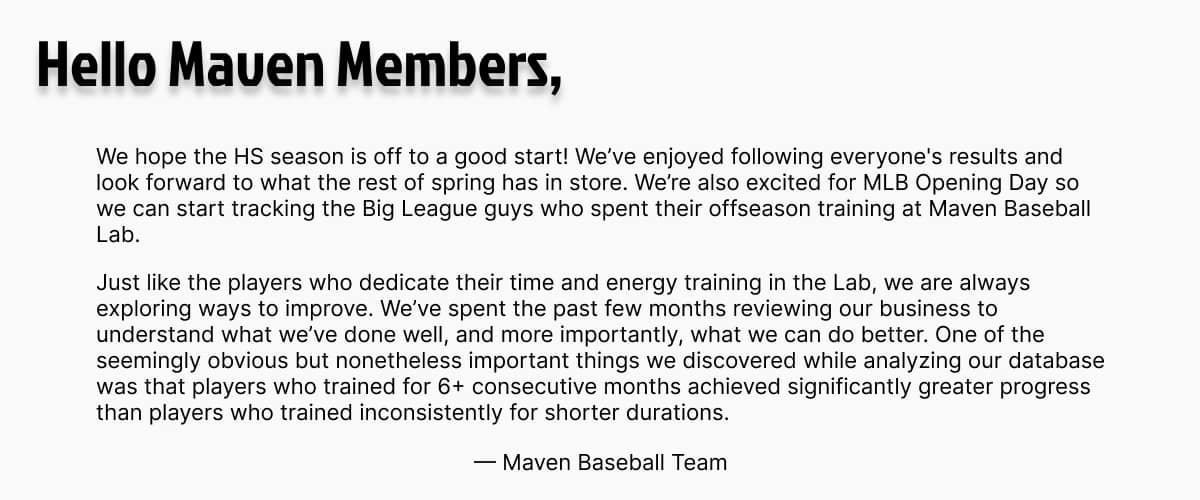 Hello Maven Members,
We hope the HS season is off to a good start! We’ve enjoyed following everyone's results and
look forward to what the rest of spring has in store. We’re also excited for MLB Opening Day so
we can start tracking the Big League guys who spent their offseason training at Maven Baseball
Lab.
Just like the players who dedicate their time and energy training in the Lab, we are always
exploring ways to improve. We’ve spent the past few months reviewing our business to
understand what we’ve done well, and more importantly, what we can do better. One of the
seemingly obvious but nonetheless important things we discovered while analyzing our database
was that players who trained for 6+ consecutive months achieved significantly greater progress
than players who trained inconsistently for shorter durations.
— Maven Baseball Team